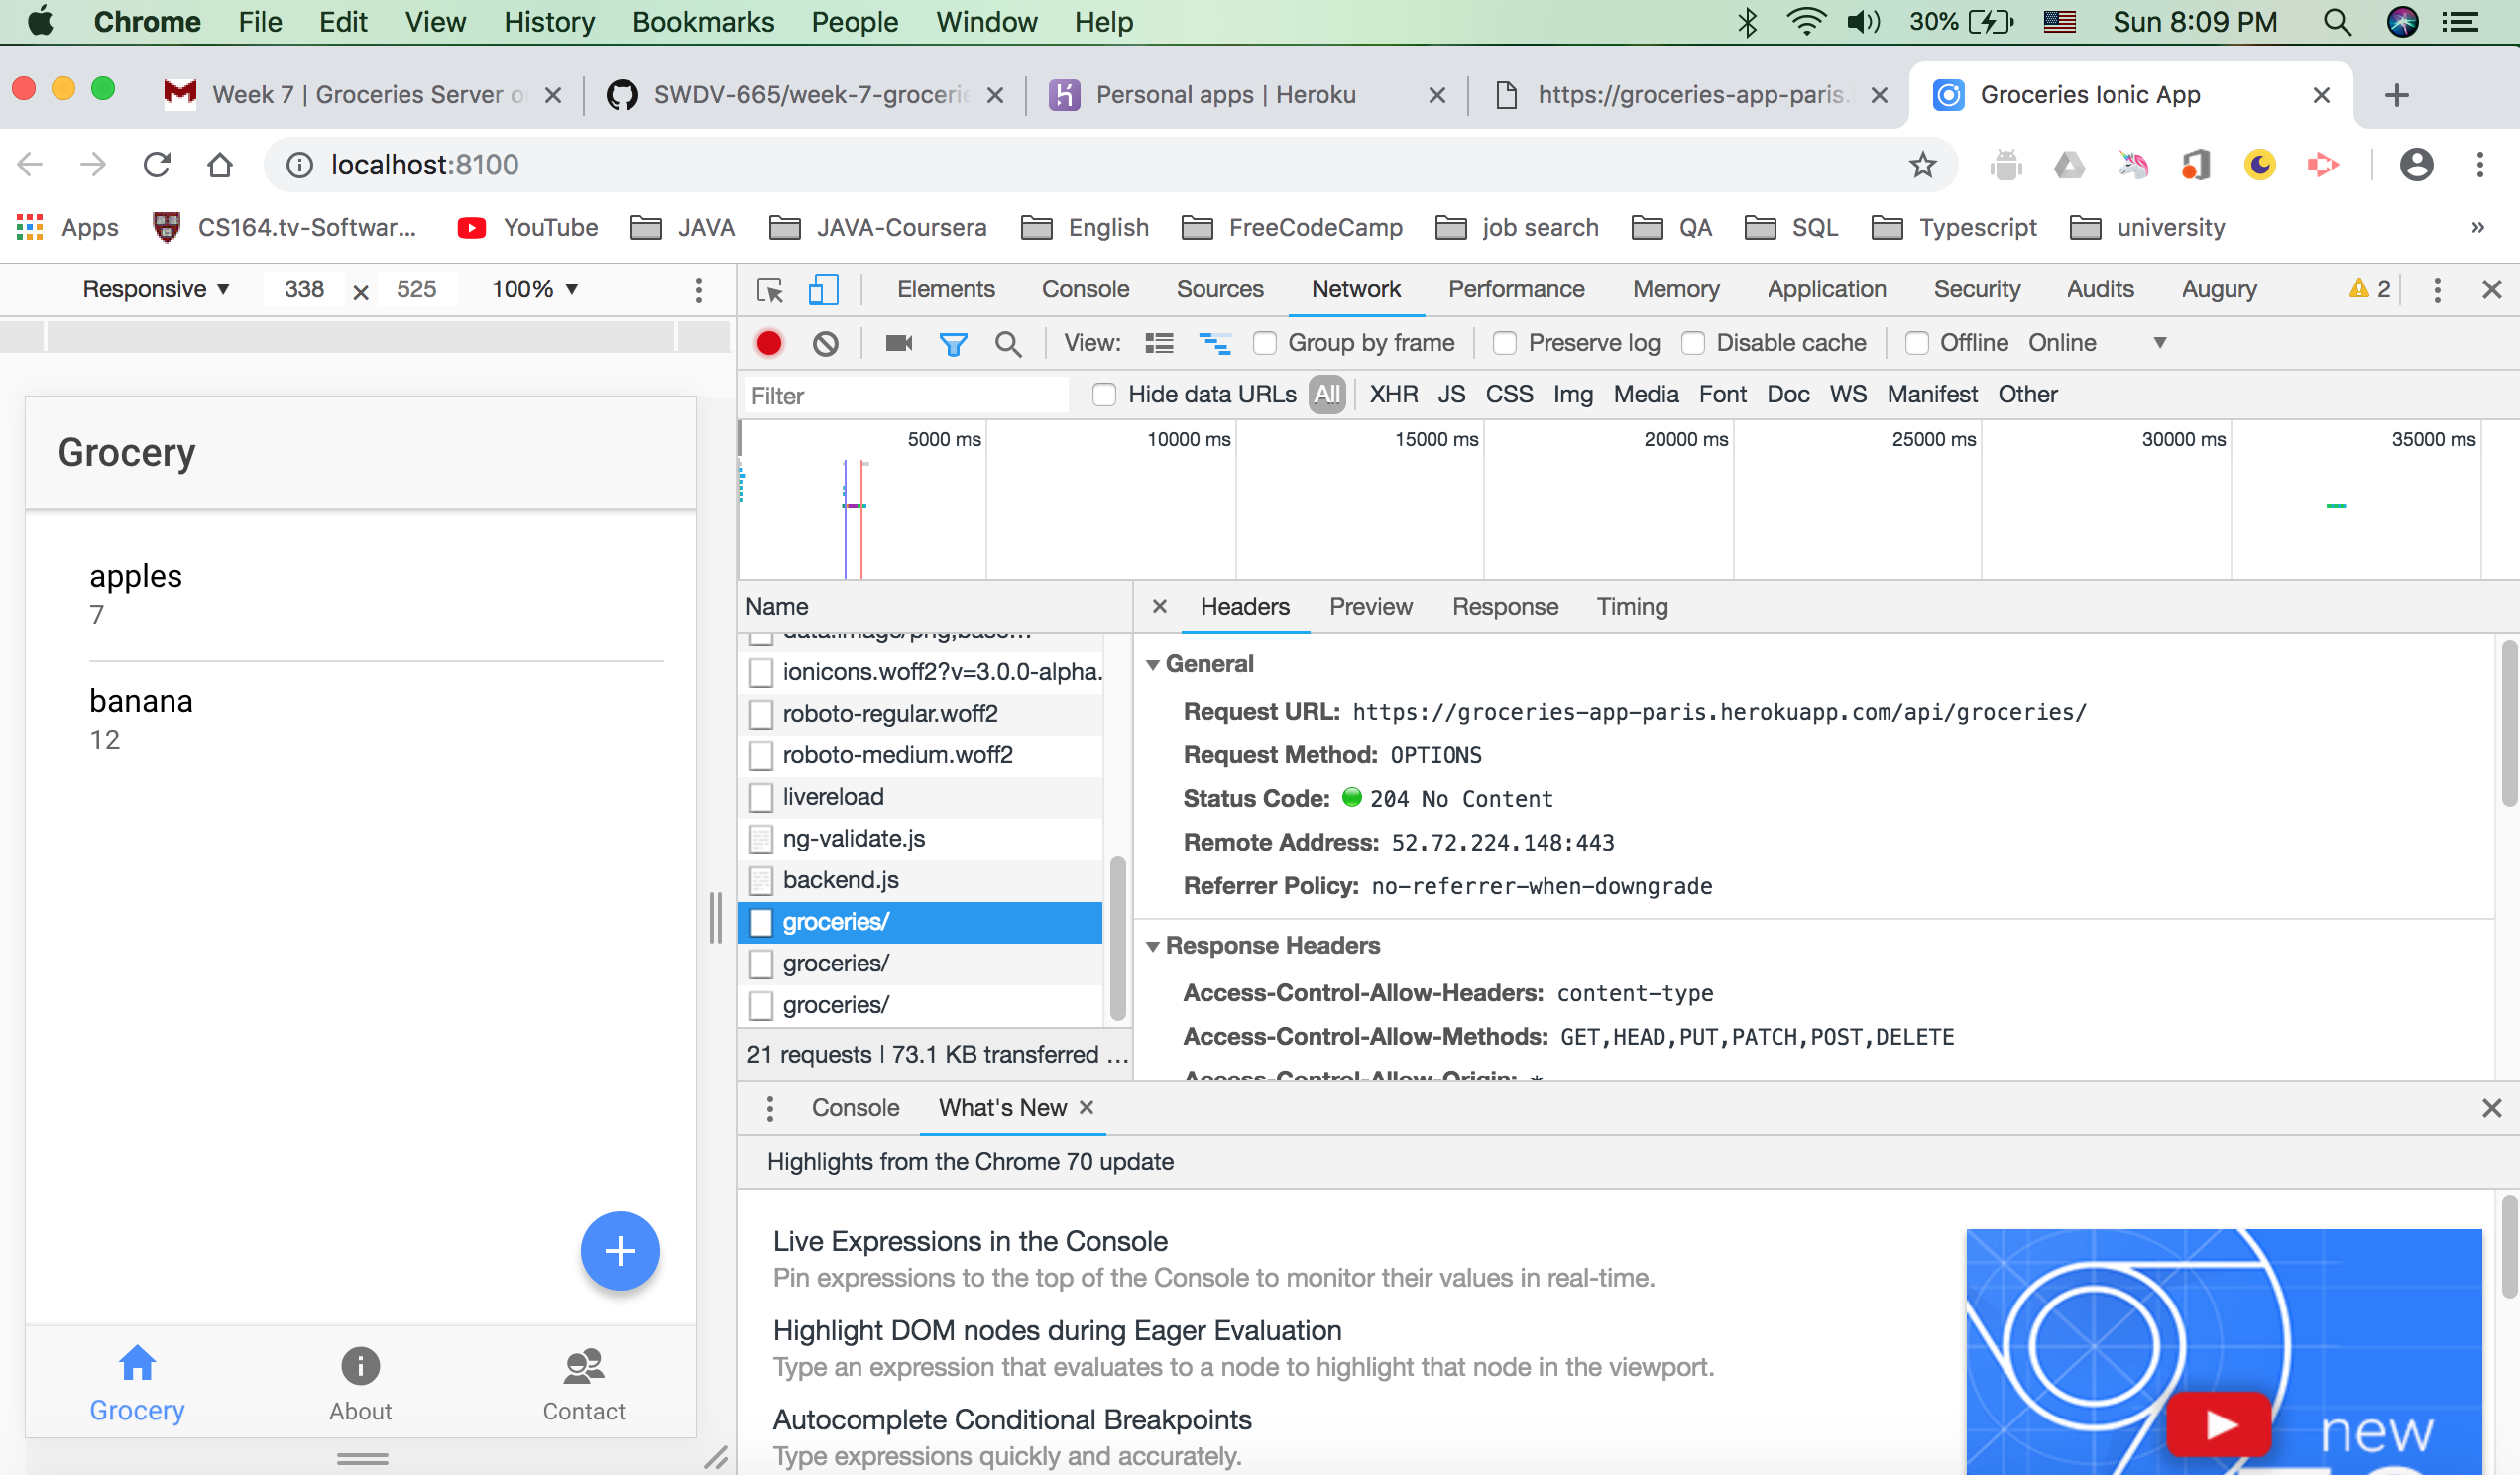 Chrome File Edit View History Bookmarks People Window Help 30% Sun 8:09 PM
Week 7 | Groceries Server o SWDV-665/week-7-grocerie Personal apps | Heroku https://groceries-app-paris. Groceries Ionic App
localhost:8100
Apps CS164.tv-Softwar... YouTube JAVA JAVA-Coursera English FreeCodeCamp job search QA SQL Typescript university »
Responsive ▼ 338 × 525 100% ▼
Elements Console Sources Network Performance Memory Application Security Audits Augury 2
View: Group by frame Preserve log Disable cache Offline Online ▼
Filter Hide data URLs All XHR JS CSS Img Media Font Doc WS Manifest Other
5000 ms 10000 ms 15000 ms 20000 ms 25000 ms 30000 ms 35000 ms
Grocery
apples
7
banana
12
Grocery About Contact
Name
data:image/png;base...
ionicons.woff2?v=3.0.0-alpha.
roboto-regular.woff2
roboto-medium.woff2
livereload
ng-validate.js
backend.js
groceries/
groceries/
groceries/
21 requests | 73.1 KB transferred ...
× Headers Preview Response Timing
▼ General
Request URL: https://groceries-app-paris.herokuapp.com/api/groceries/
Request Method: OPTIONS
Status Code: 204 No Content
Remote Address: 52.72.224.148:443
Referrer Policy: no-referrer-when-downgrade
▼ Response Headers
Access-Control-Allow-Headers: content-type
Access-Control-Allow-Methods: GET,HEAD,PUT,PATCH,POST,DELETE
Access-Control-Allow-Origin: *
Console What's New ×
Highlights from the Chrome 70 update
Live Expressions in the Console
Pin expressions to the top of the Console to monitor their values in real-time.
Highlight DOM nodes during Eager Evaluation
Type an expression that evaluates to a node to highlight that node in the viewport.
Autocomplete Conditional Breakpoints
Type expressions quickly and accurately.
new